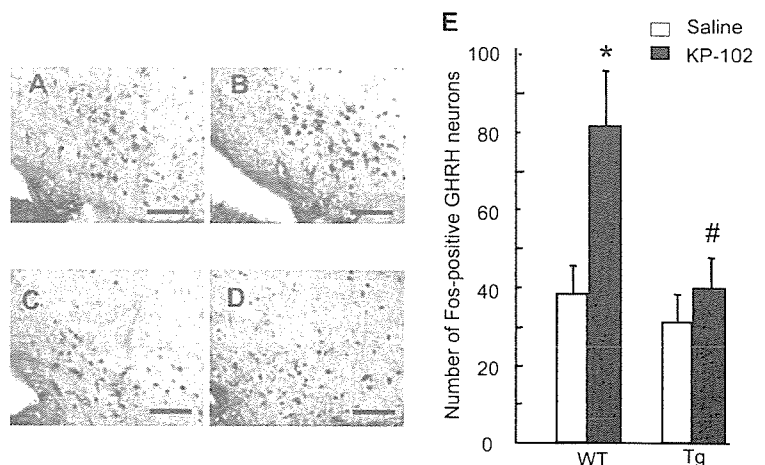 A
B
C
D
E
Saline
KP-102
Number of Fos-positive GHRH neurons
100
80
60
40
20
0
*
#
WT
Tg